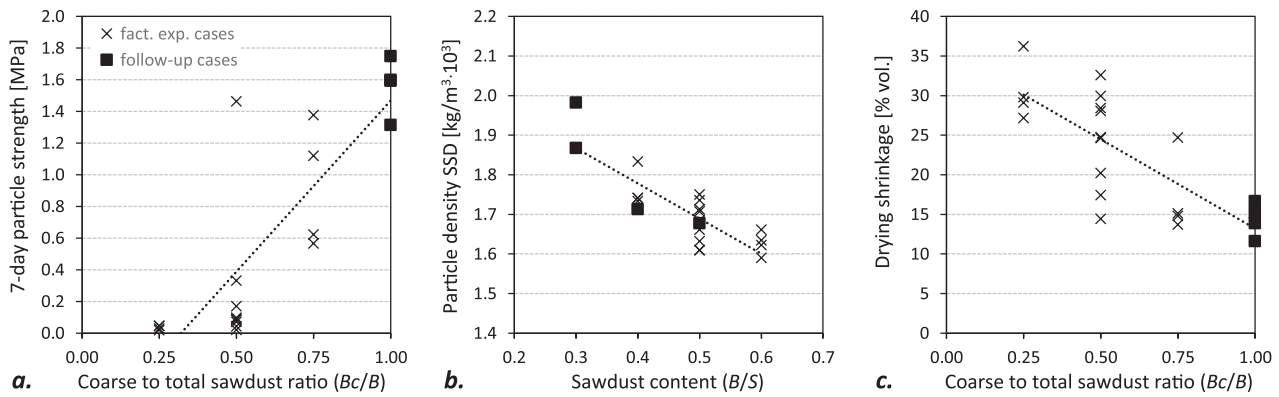 7-day particle strength [MPa]
2.0
1.8
1.6
1.4
1.2
1.0
0.8
0.6
0.4
0.2
0.0
× fact. exp. cases
■ follow-up cases
0.00 0.25 0.50 0.75 1.00
a. Coarse to total sawdust ratio (Bc/B)
Particle density SSD [kg/m³·10³]
2.2
2.1
2.0
1.9
1.8
1.7
1.6
1.5
1.4
0.2 0.3 0.4 0.5 0.6 0.7
b. Sawdust content (B/S)
Drying shrinkage [% vol.]
40
35
30
25
20
15
10
5
0
0.00 0.25 0.50 0.75 1.00
c. Coarse to total sawdust ratio (Bc/B)